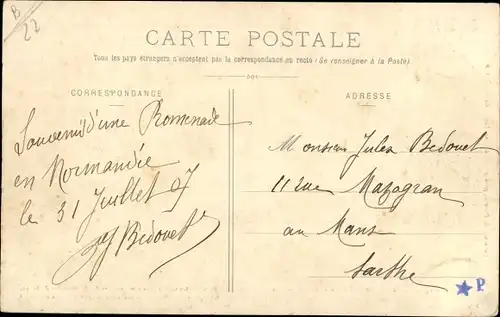 B
22
CARTE POSTALE
Tous les pays étrangers n'acceptent pas la correspondance au recto (Se renseigner à la Poste)
CORRESPONDANCE
Souvenir d'une Promenade
en Normandie
le 31 Juillet 07
Bedouet
ADRESSE
Monsieur Jules Bedouet
11 rue Mazagran
au Mans
Sarthe
P.